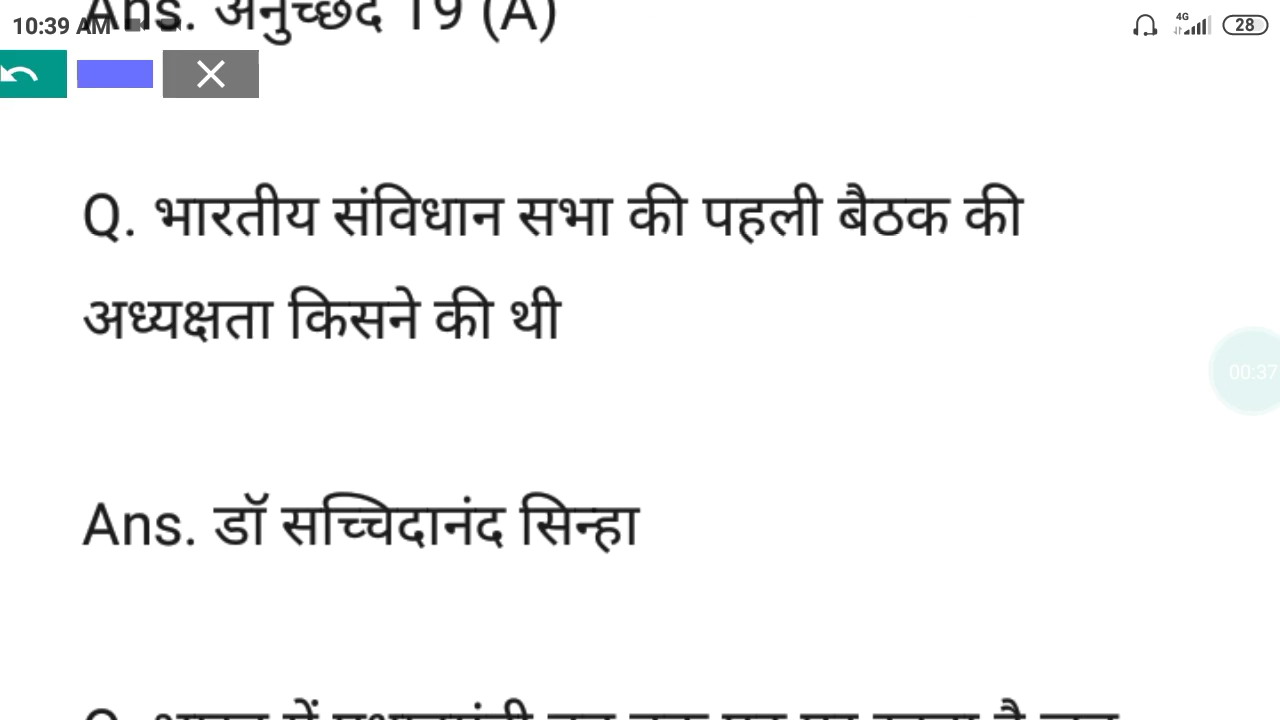 Ans. अनुच्छेद 19 (A)
10:39 AM
4G
28
Q. भारतीय संविधान सभा की पहली बैठक की
अध्यक्षता किसने की थी
00:37
Ans. डॉ सच्चिदानंद सिन्हा